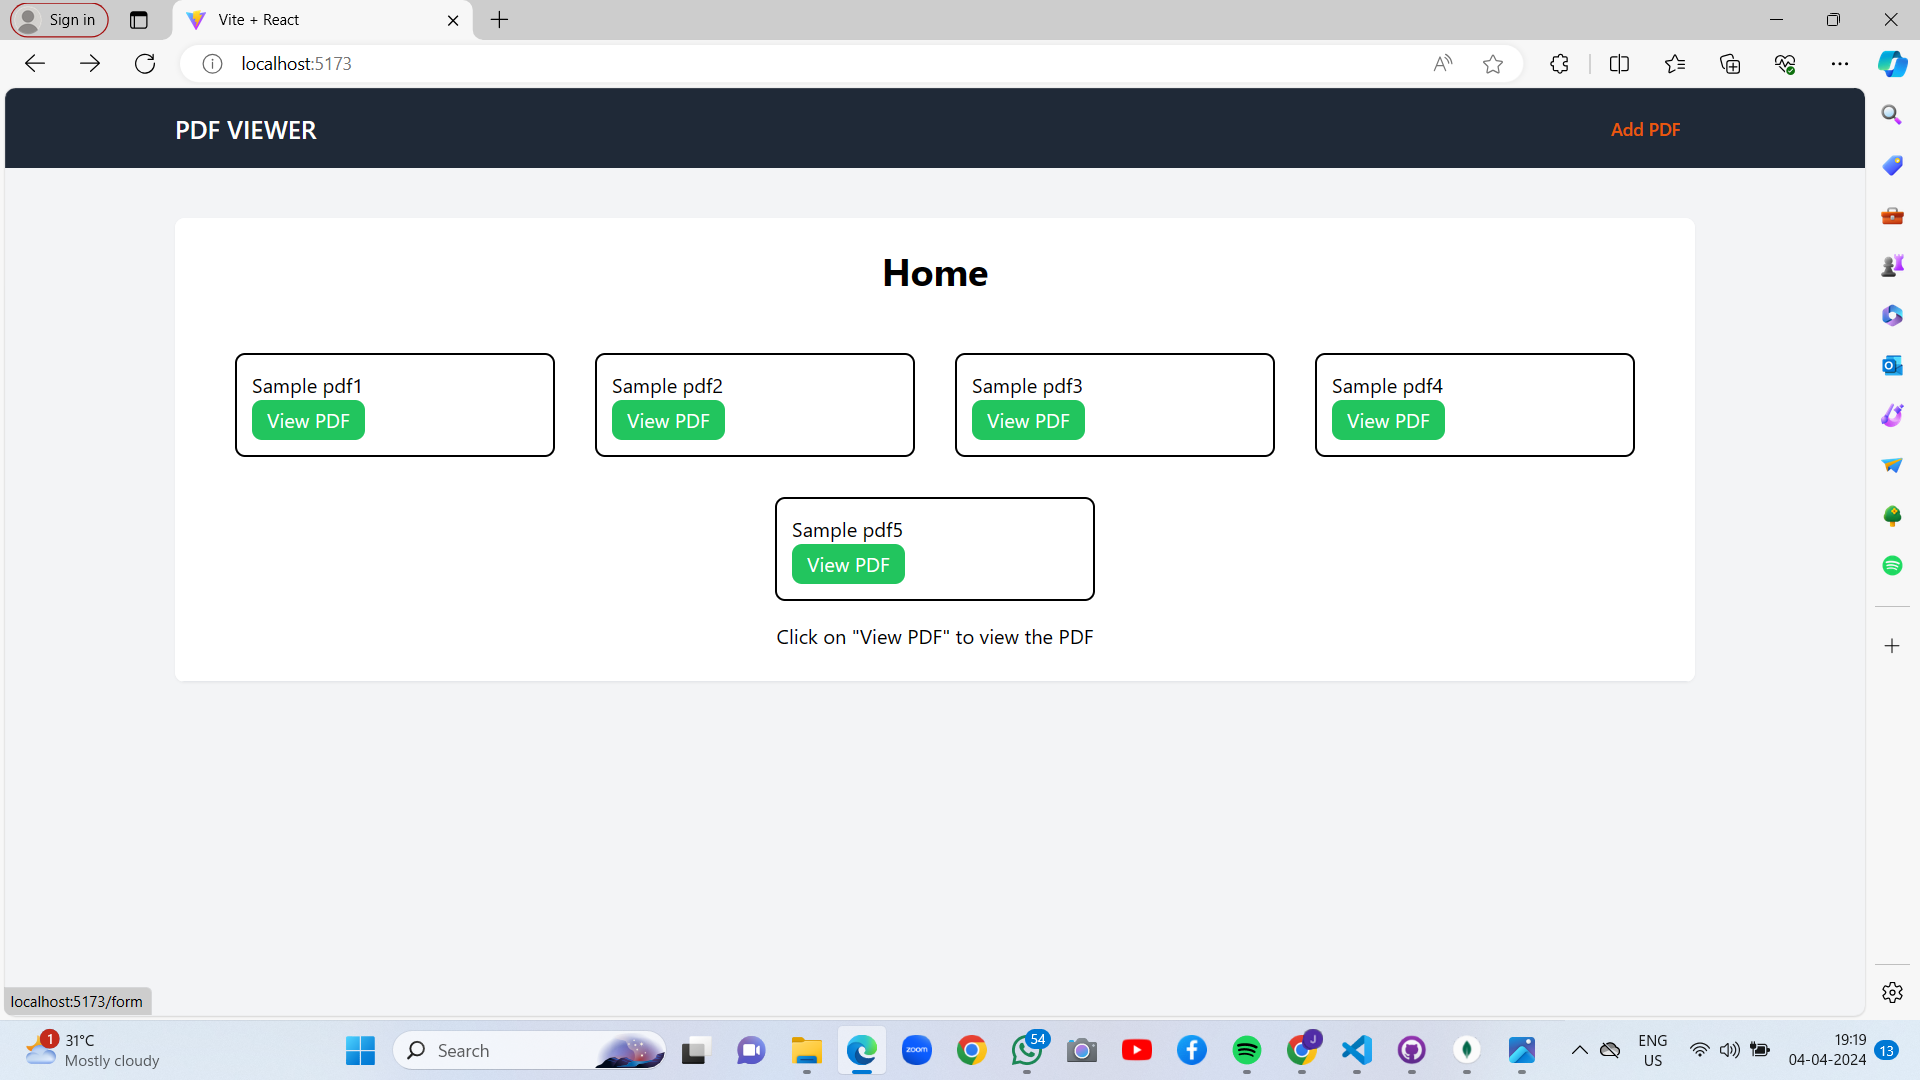 Sign in
Vite + React
localhost:5173
PDF VIEWER
Add PDF
Home
Sample pdf1
View PDF
Sample pdf2
View PDF
Sample pdf3
View PDF
Sample pdf4
View PDF
Sample pdf5
View PDF
Click on "View PDF" to view the PDF
localhost:5173/form
1
31°C
Mostly cloudy
Search
zoom
54
J
ENG
US
19:19
04-04-2024
13